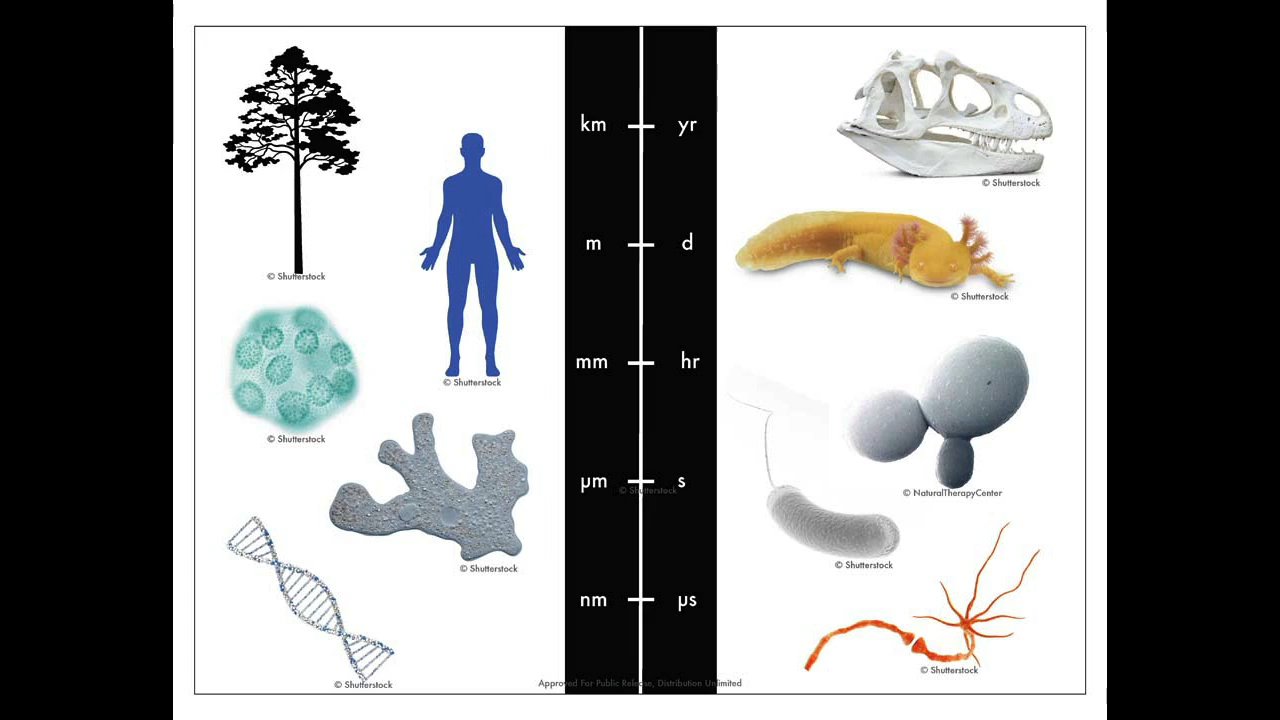 km yr
© Shutterstock
m d
© Shutterstock
© Shutterstock
mm hr
© Shutterstock
© Shutterstock
µm s
© Shutterstock
© NaturalTherapyCenter
© Shutterstock
© Shutterstock
nm µs
© Shutterstock
© Shutterstock
Approved For Public Release, Distribution Unlimited